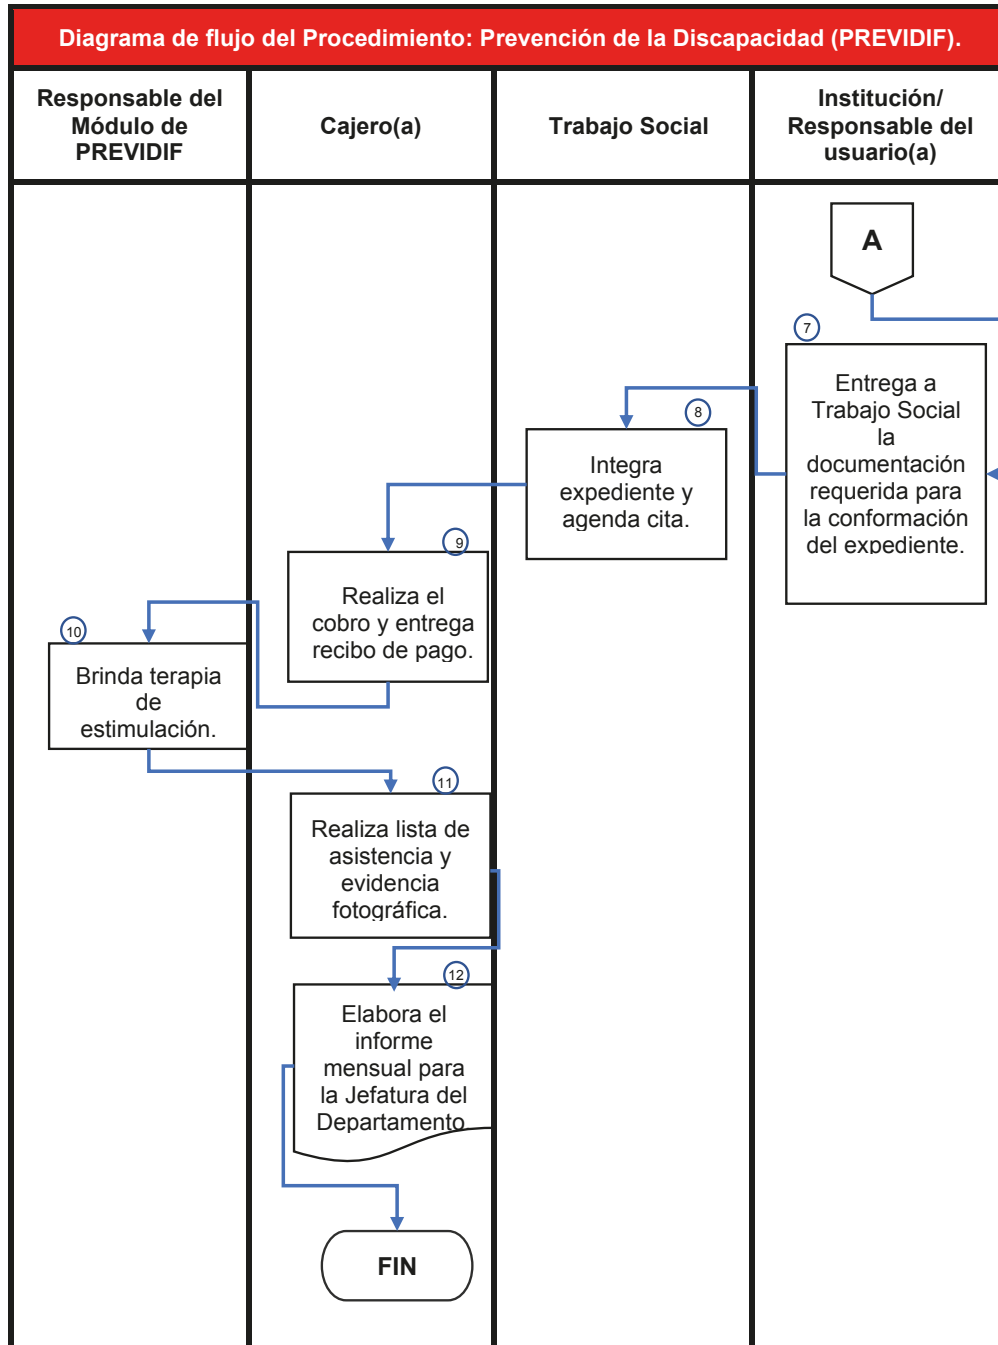 Diagrama de flujo del Procedimiento: Prevención de la Discapacidad (PREVIDIF).
Responsable del
Módulo de
PREVIDIF
Cajero(a)
Trabajo Social
Institución/
Responsable del
usuario(a)
A
7
Entrega a
Trabajo Social
la
documentación
requerida para
la conformación
del expediente.
8
Integra
expediente y
agenda cita.
9
Realiza el
cobro y entrega
recibo de pago.
10
Brinda terapia
de
estimulación.
11
Realiza lista de
asistencia y
evidencia
fotográfica.
12
Elabora el
informe
mensual para
la Jefatura del
Departamento
FIN